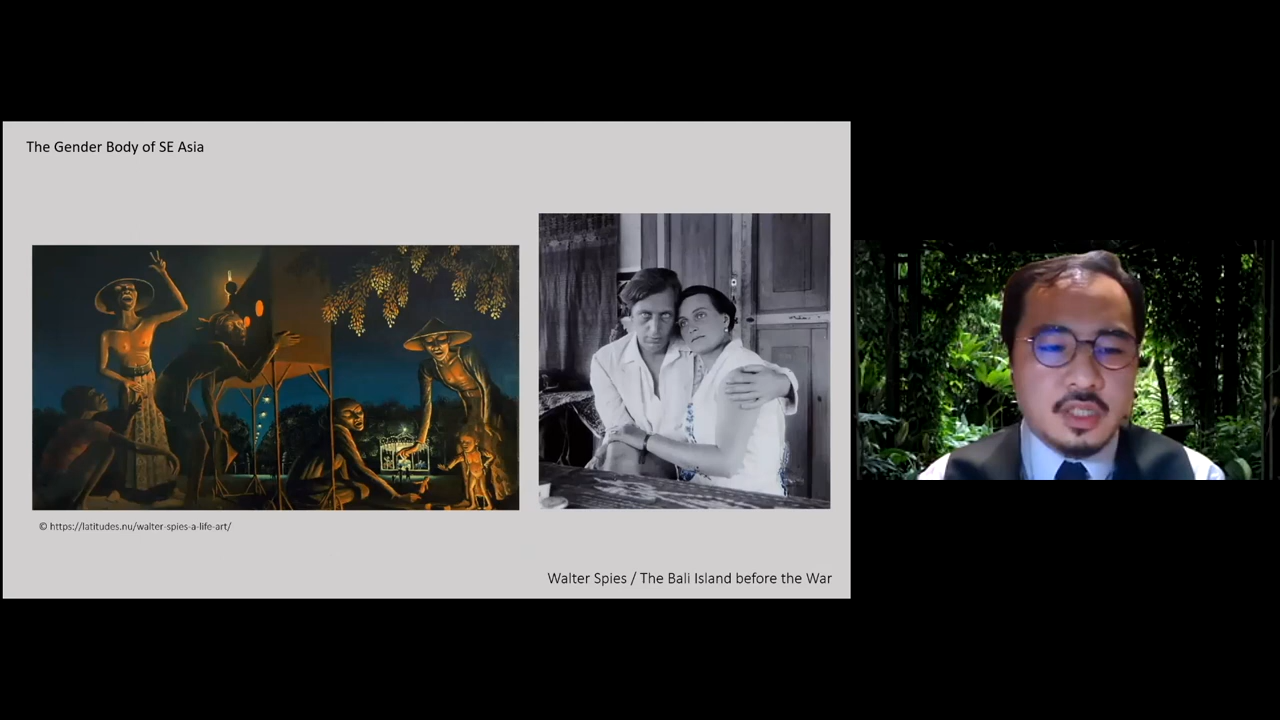 The Gender Body of SE Asia
© https://latitudes.nu/walter-spies-a-life-art/
Walter Spies / The Bali Island before the War